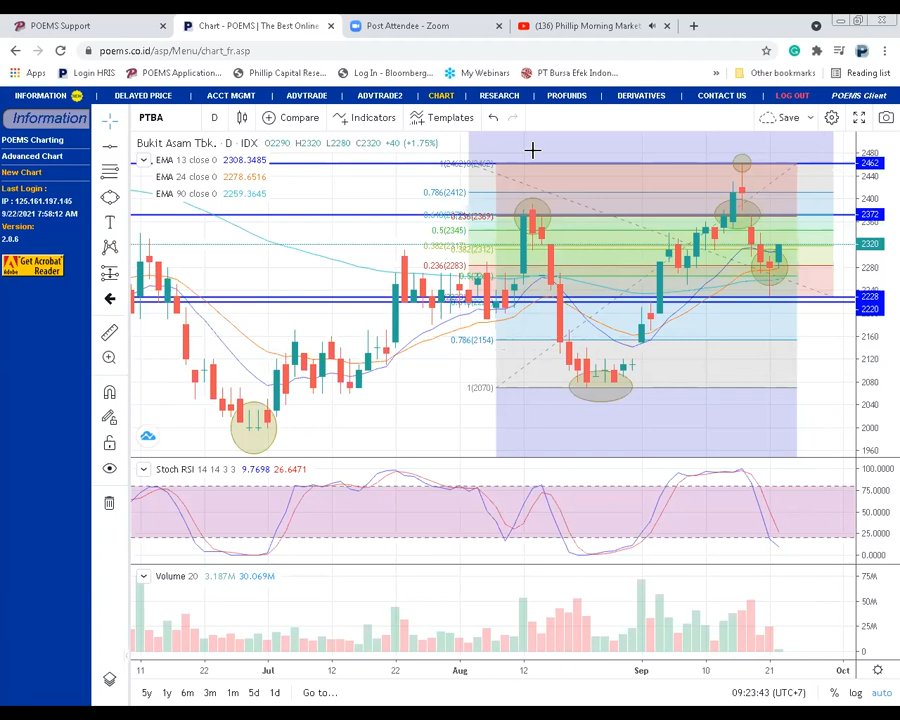 POEMS Support
Chart - POEMS | The Best Online
Post Attendee - Zoom
(136) Phillip Morning Market
poems.co.id/asp/Menu/chart_fr.asp
Apps
Login HRIS
POEMS Application...
Phillip Capital Rese...
Log In - Bloomberg...
My Webinars
PT Bursa Efek Indon...
»
Other bookmarks
Reading list
INFORMATION
DELAYED PRICE
ACCT MGMT
ADVTRADE
ADVTRADE2
CHART
RESEARCH
PROFUNDS
DERIVATIVES
CONTACT US
LOG OUT
POEMS Client
Information
POEMS Charting
Advanced Chart
New Chart
Last Login :
IP : 125.161.197.145
9/22/2021 7:58:12 AM
Version:
2.0.6
Get Acrobat
Reader
PTBA
D
Compare
Indicators
Templates
Save
Bukit Asam Tbk. · D · IDX O2290 H2320 L2280 C2320 +40 (+1.75%)
EMA 13 close 0 2308.3485
EMA 24 close 0 2278.6516
EMA 90 close 0 2259.3645
0.786(2412)
0.236(2369)
0.5(2345)
0.236(2283)
0.786(2154)
1(2070)
2480
2462
2440
2400
2372
2320
2280
2240
2228
2220
2160
2120
2080
2040
2000
1960
Stoch RSI 14 14 3 3 9.7698 26.6471
100.0000
75.0000
50.0000
25.0000
0.0000
Volume 20 3.187M 30.069M
75M
50M
25M
0
11
22
Jul
12
22
Aug
12
Sep
10
21
Oct
5y
1y
6m
3m
1m
5d
1d
Go to...
09:23:43 (UTC+7)
%
log
auto